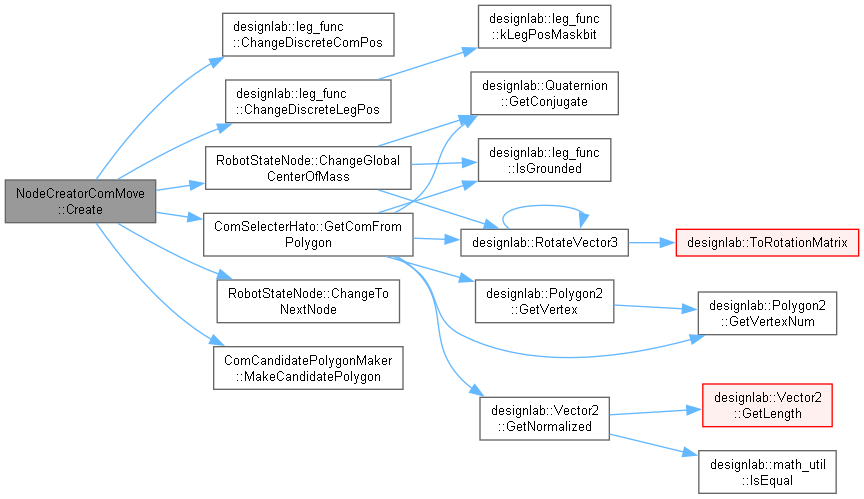 NodeCreatorComMove
::Create
designlab::leg_func
::ChangeDiscreteComPos
designlab::leg_func
::ChangeDiscreteLegPos
designlab::leg_func
::kLegPosMaskbit
RobotStateNode::ChangeGlobal
CenterOfMass
designlab::Quaternion
::GetConjugate
designlab::leg_func
::IsGrounded
designlab::RotateVector3
designlab::ToRotationMatrix
ComSelecterHato::GetComFrom
Polygon
designlab::Polygon2
::GetVertex
designlab::Polygon2
::GetVertexNum
designlab::Vector2
::GetNormalized
designlab::Vector2
::GetLength
designlab::math_util
::IsEqual
RobotStateNode::ChangeTo
NextNode
ComCandidatePolygonMaker
::MakeCandidatePolygon